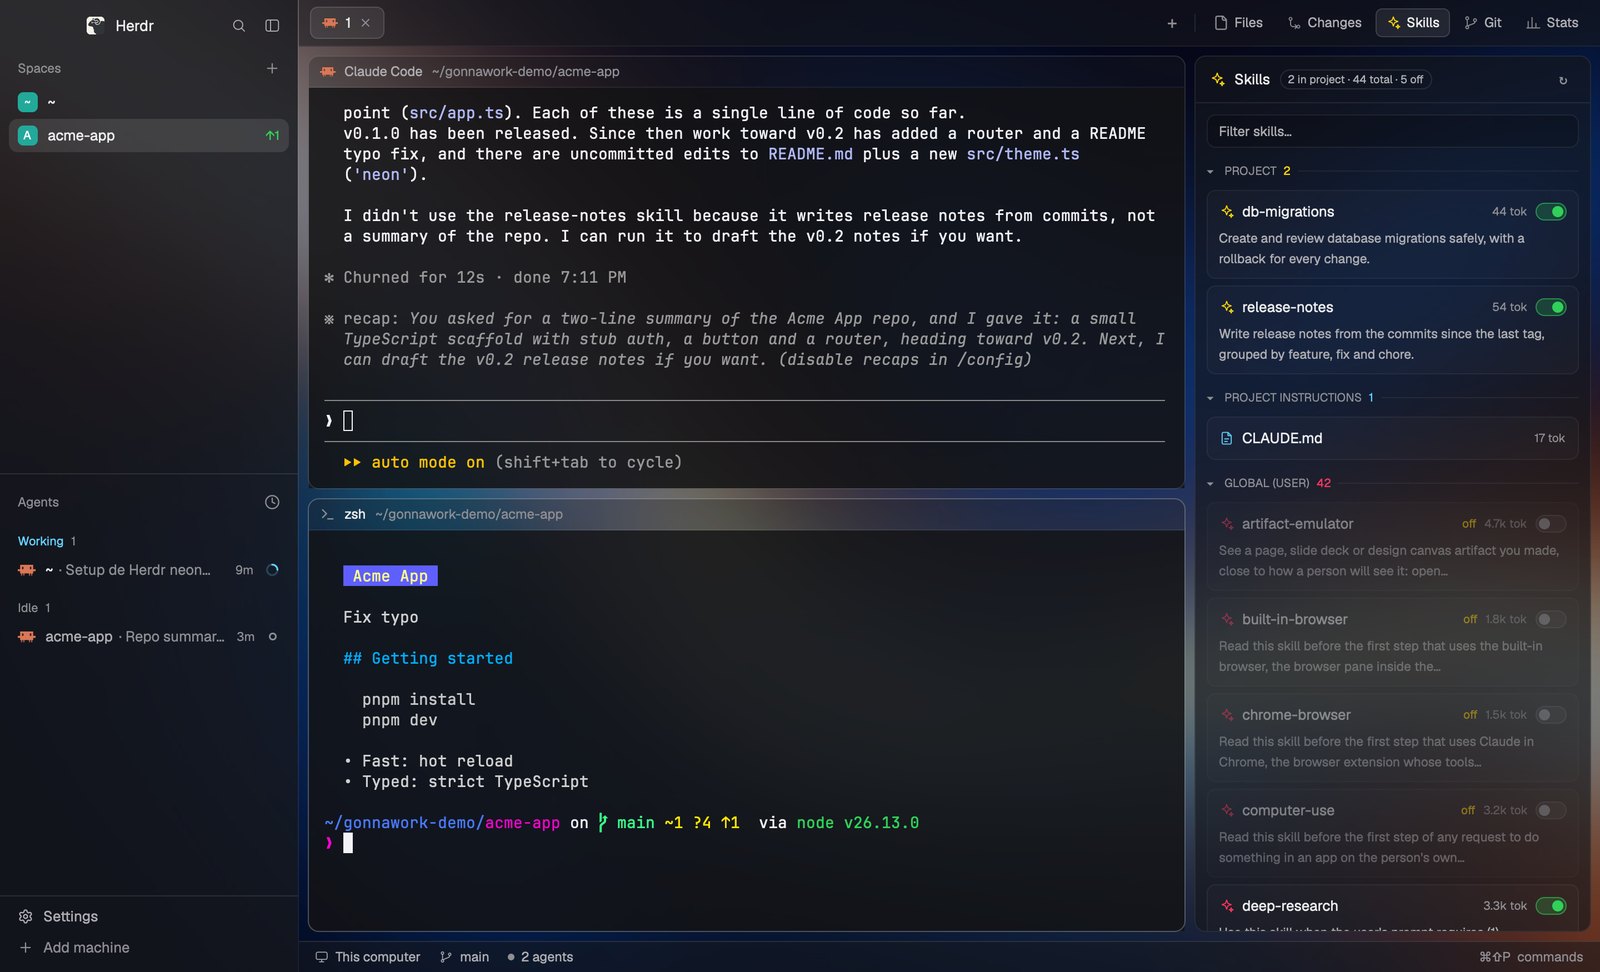 Herdr
Spaces
~ ~
A acme-app ↑1
Agents
Working 1
~ · Setup de Herdr neon... 9m
Idle 1
acme-app · Repo summar... 3m
Settings
Add machine
1
Files
Changes
Skills
Git
Stats
Claude Code ~/gonnawork-demo/acme-app
point (src/app.ts). Each of these is a single line of code so far.
v0.1.0 has been released. Since then work toward v0.2 has added a router and a README
typo fix, and there are uncommitted edits to README.md plus a new src/theme.ts
('neon').
I didn't use the release-notes skill because it writes release notes from commits, not
a summary of the repo. I can run it to draft the v0.2 notes if you want.
✻ Churned for 12s · done 7:11 PM
※ recap: You asked for a two-line summary of the Acme App repo, and I gave it: a small
TypeScript scaffold with stub auth, a button and a router, heading toward v0.2. Next, I
can draft the v0.2 release notes if you want. (disable recaps in /config)
❯
⏵⏵ auto mode on (shift+tab to cycle)
zsh ~/gonnawork-demo/acme-app
Acme App
Fix typo
## Getting started
pnpm install
pnpm dev
• Fast: hot reload
• Typed: strict TypeScript
~/gonnawork-demo/acme-app on main ~1 ?4 ↑1 via node v26.13.0
❯
Skills 2 in project · 44 total · 5 off
Filter skills...
PROJECT 2
db-migrations 44 tok
Create and review database migrations safely, with a
rollback for every change.
release-notes 54 tok
Write release notes from the commits since the last tag,
grouped by feature, fix and chore.
PROJECT INSTRUCTIONS 1
CLAUDE.md 17 tok
GLOBAL (USER) 42
artifact-emulator off 4.7k tok
See a page, slide deck or design canvas artifact you made,
close to how a person will see it: open...
built-in-browser off 1.8k tok
Read this skill before the first step that uses the built-in
browser, the browser pane inside the...
chrome-browser off 1.5k tok
Read this skill before the first step that uses Claude in
Chrome, the browser extension whose tools...
computer-use off 3.2k tok
Read this skill before the first step of any request to do
something in an app on the person's own...
deep-research 3.3k tok
This computer
main
2 agents
⌘⇧P commands